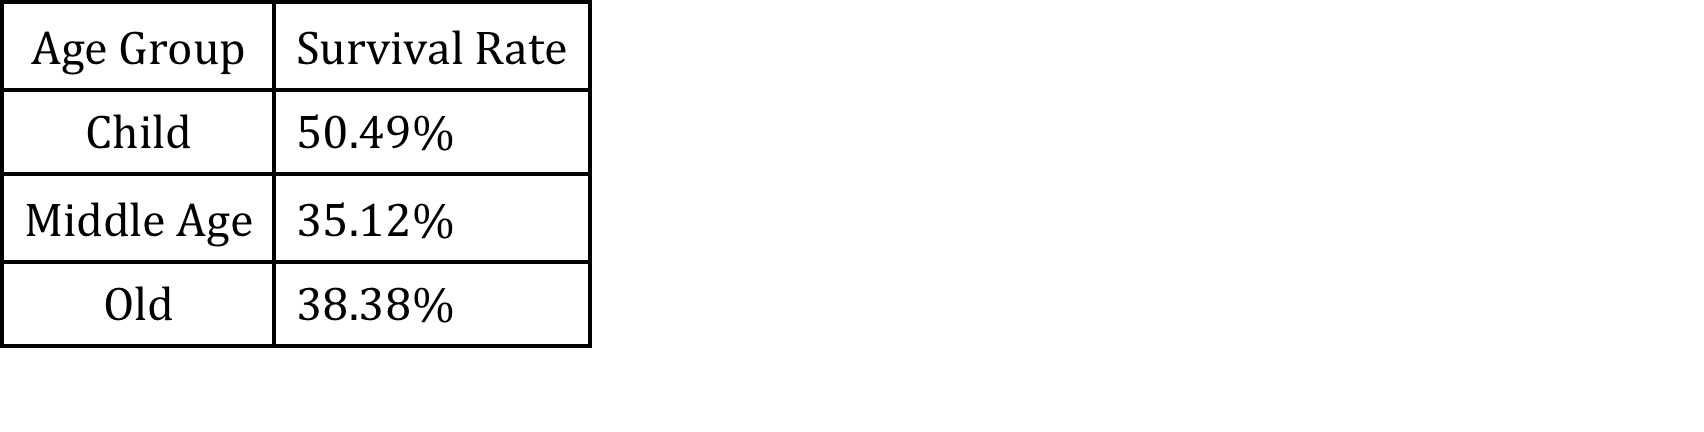 Age Group Survival Rate
Child 50.49%
Middle Age 35.12%
Old 38.38%